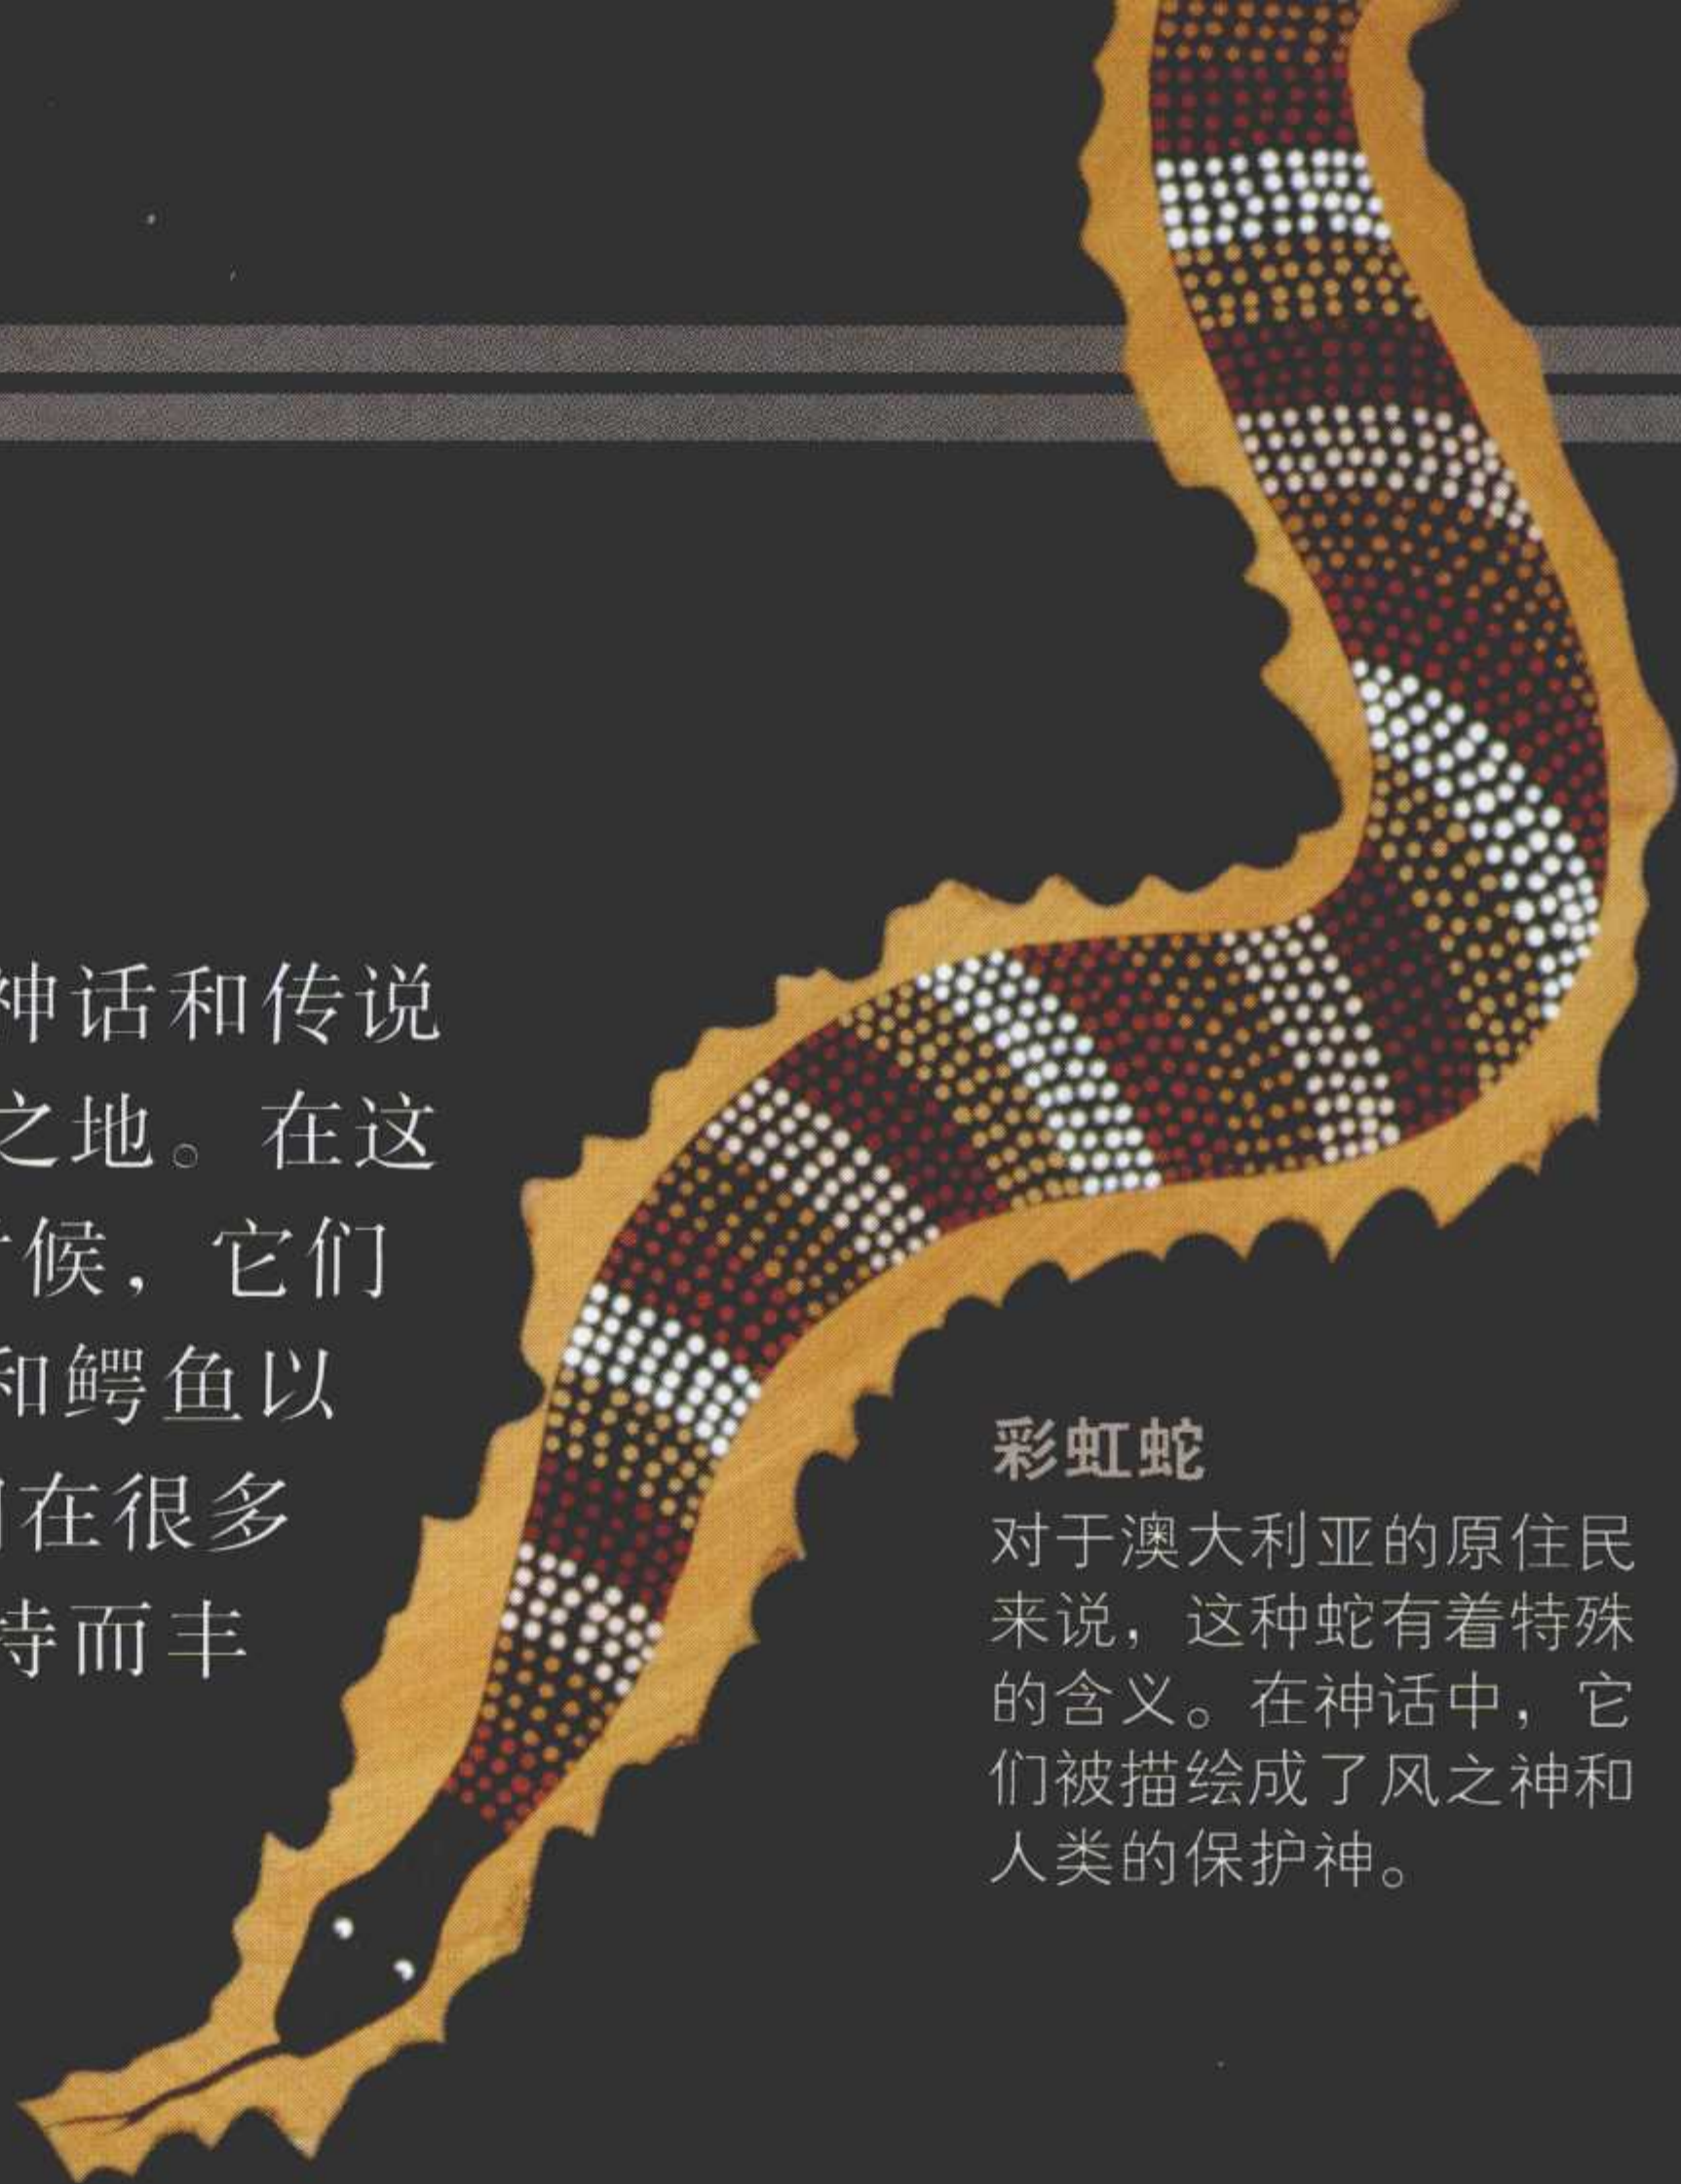 神话和传说
之地。在这
候，它们
和鳄鱼以
在很多
而丰
彩虹蛇
对于澳大利亚的原住民
来说，这种蛇有着特殊
的含义。在神话中，它
们被描绘成了风之神和
人类的保护神。